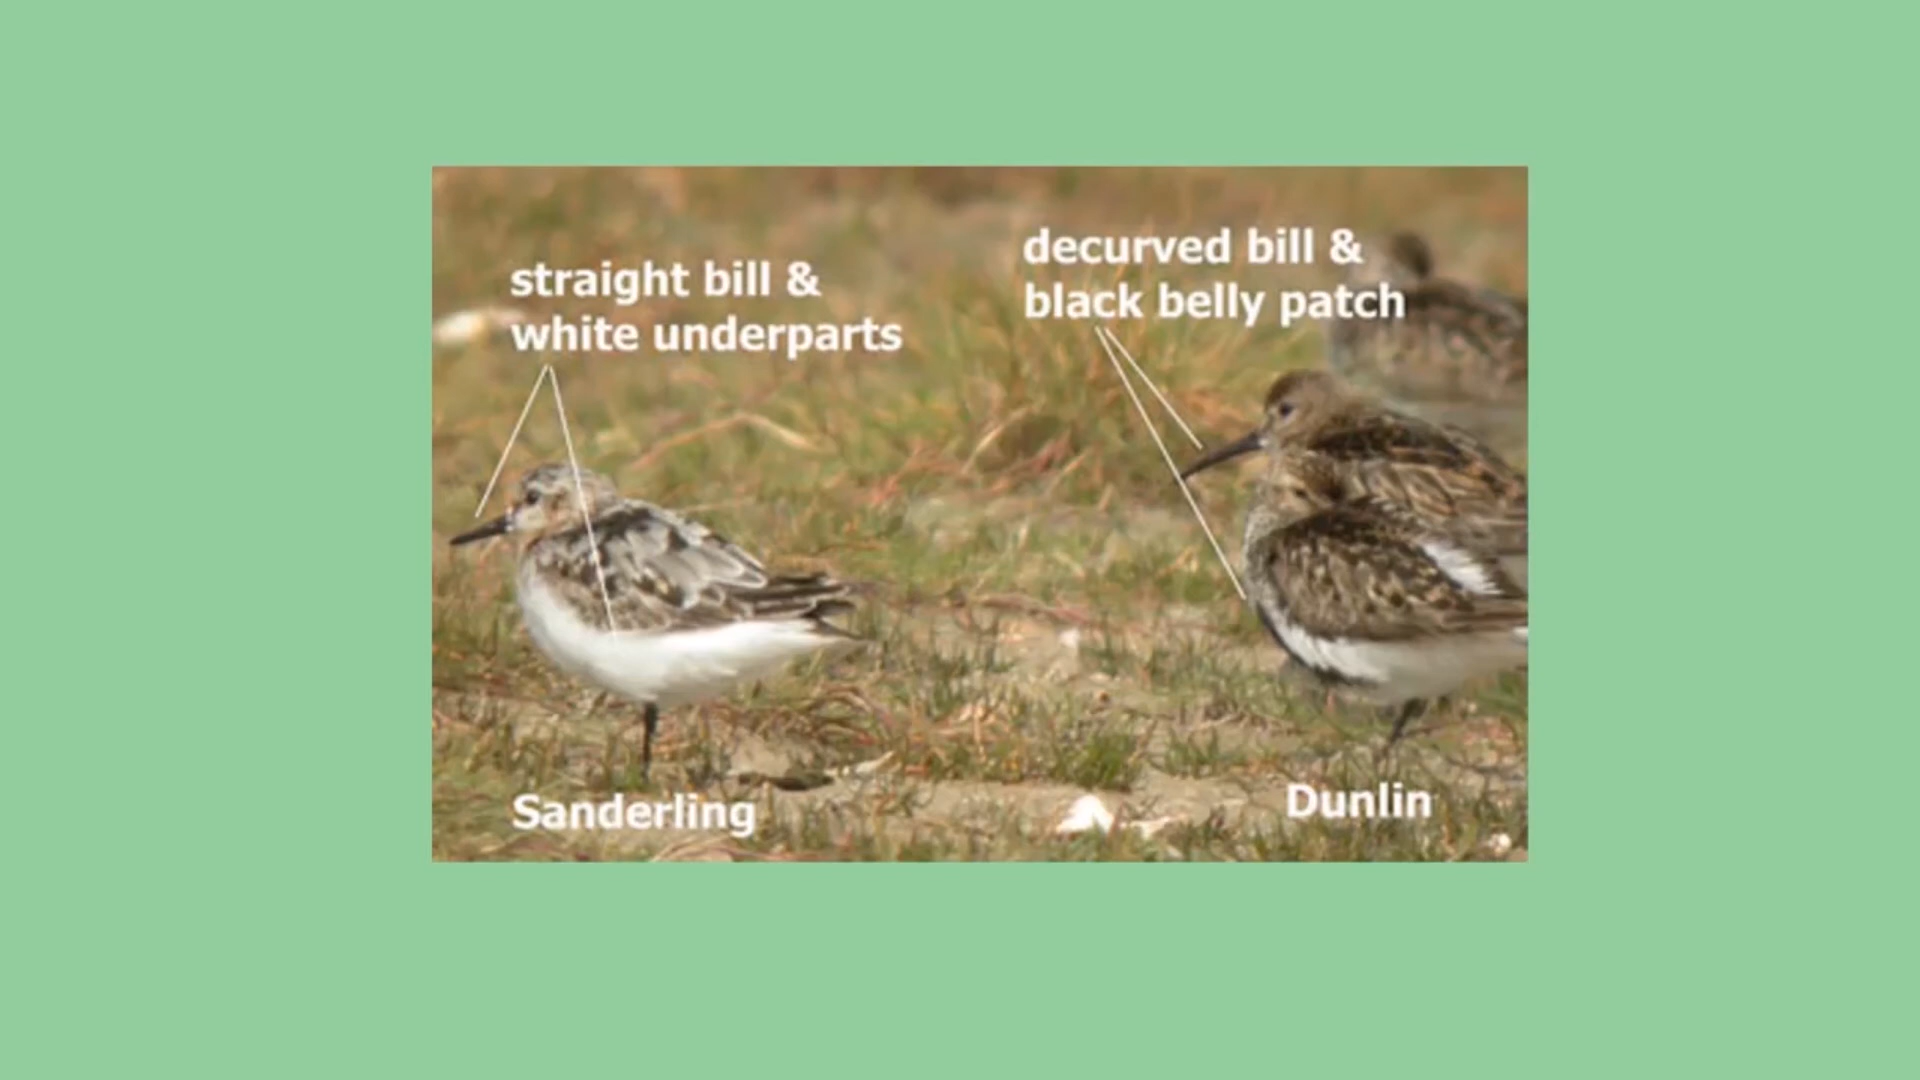 straight bill &
white underparts
decurved bill &
black belly patch
Sanderling
Dunlin